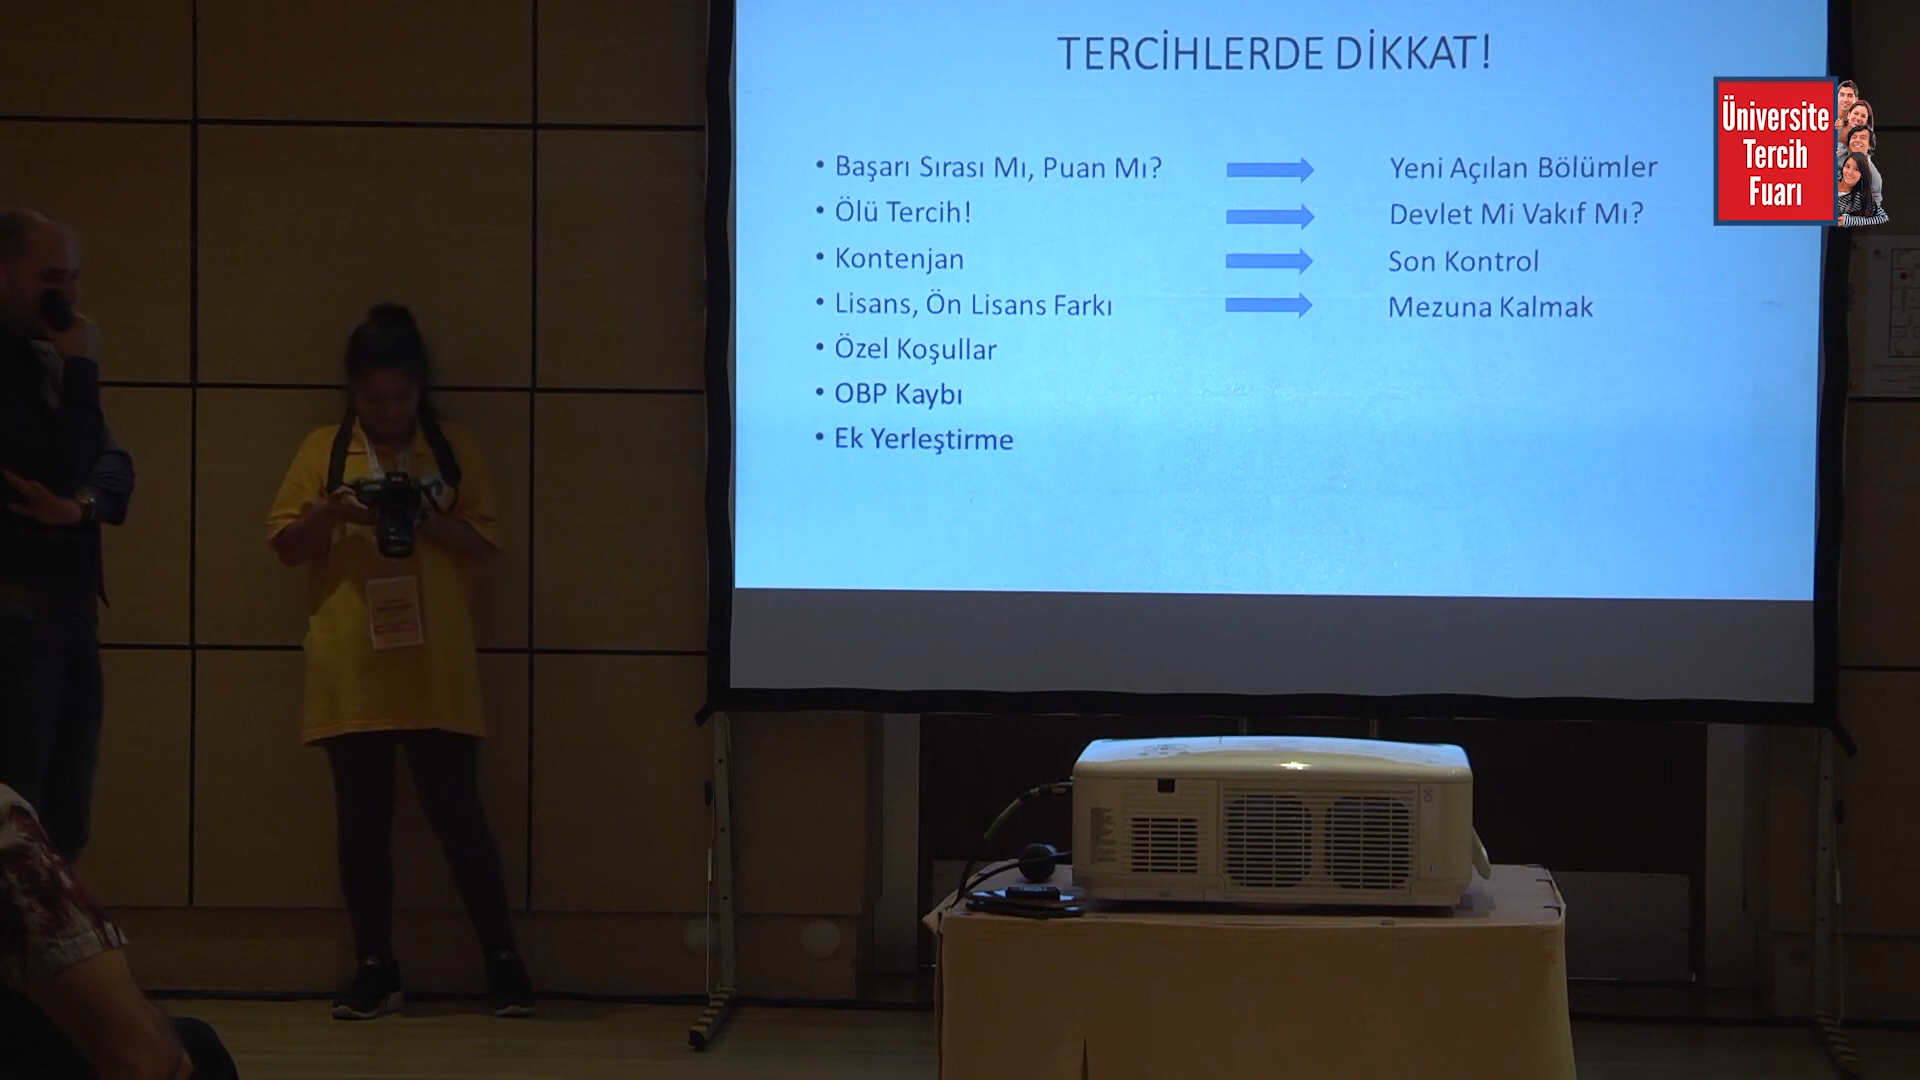 TERCİHLERDE DİKKAT!
• Başarı Sırası Mı, Puan Mı?
• Ölü Tercih!
• Kontenjan
• Lisans, Ön Lisans Farkı
• Özel Koşullar
• OBP Kaybı
• Ek Yerleştirme
Yeni Açılan Bölümler
Devlet Mi Vakıf Mı?
Son Kontrol
Mezuna Kalmak
Üniversite
Tercih
Fuarı